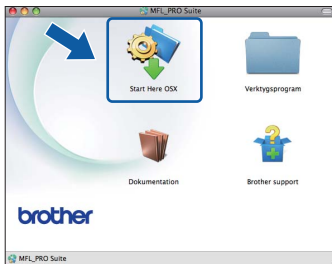 MFL_PRO Suite
Start Here OSX
Verktygsprogram
Dokumentation
Brother support
brother
MFL_PRO Suite